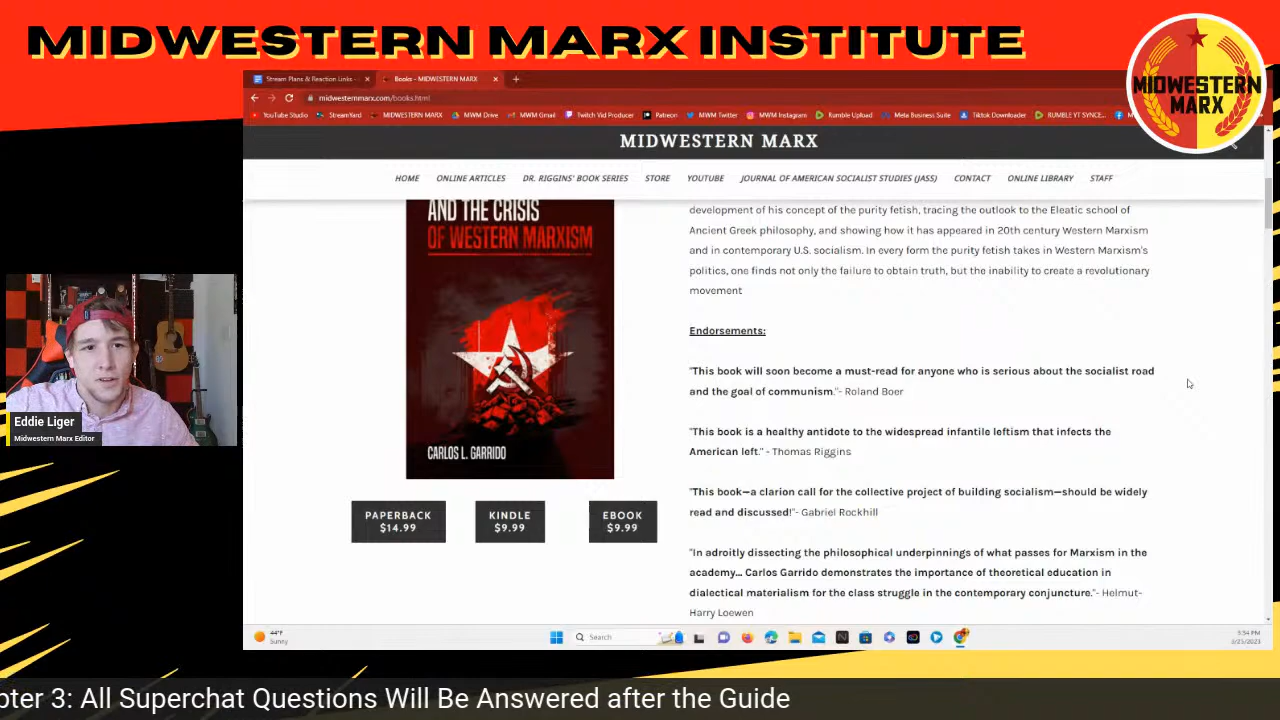 MIDWESTERN MARX INSTITUTE
MIDWESTERN
MARX
Stream Plans & Reaction Links -
Books - MIDWESTERN MARX
midwesternmarx.com/books.html
YouTube Studio
StreamYard
MIDWESTERN MARX
MWM Drive
MWM Gmail
Twitch Vid Producer
Patreon
MWM Twitter
MWM Instagram
Rumble Upload
Meta Business Suite
Tiktok Downloader
RUMBLE YT SYNCE...
MIDWESTERN MARX
HOME ONLINE ARTICLES DR. RIGGINS' BOOK SERIES STORE YOUTUBE JOURNAL OF AMERICAN SOCIALIST STUDIES (JASS) CONTACT ONLINE LIBRARY STAFF
AND THE CRISIS
OF WESTERN MARXISM
CARLOS L. GARRIDO
PAPERBACK
$14.99
KINDLE
$9.99
EBOOK
$9.99
development of his concept of the purity fetish, tracing the outlook to the Eleatic school of
Ancient Greek philosophy, and showing how it has appeared in 20th century Western Marxism
and in contemporary U.S. socialism. In every form the purity fetish takes in Western Marxism's
politics, one finds not only the failure to obtain truth, but the inability to create a revolutionary
movement
Endorsements:
"This book will soon become a must-read for anyone who is serious about the socialist road
and the goal of communism."- Roland Boer
"This book is a healthy antidote to the widespread infantile leftism that infects the
American left." - Thomas Riggins
"This book—a clarion call for the collective project of building socialism—should be widely
read and discussed!"- Gabriel Rockhill
"In adroitly dissecting the philosophical underpinnings of what passes for Marxism in the
academy... Carlos Garrido demonstrates the importance of theoretical education in
dialectical materialism for the class struggle in the contemporary conjuncture."- Helmut-
Harry Loewen
Eddie Liger
Midwestern Marx Editor
44°F
Sunny
Search
5:54 PM
pter 3: All Superchat Questions Will Be Answered after the Guide